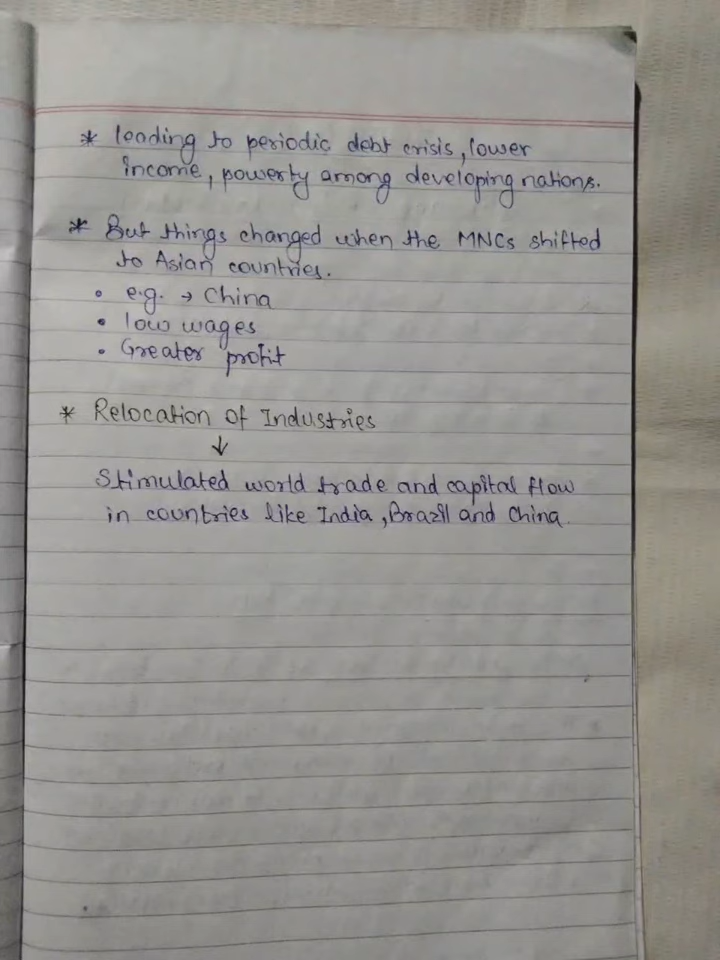 * leading to periodic debt crisis, lower
income, powerty among developing nations.
* But things changed when the MNCs shifted
to Asian countries.
• e.g. → China
• low wages
• Greater profit
* Relocation of Industries
↓
Stimulated world trade and capital flow
in countries like India, Brazil and China.